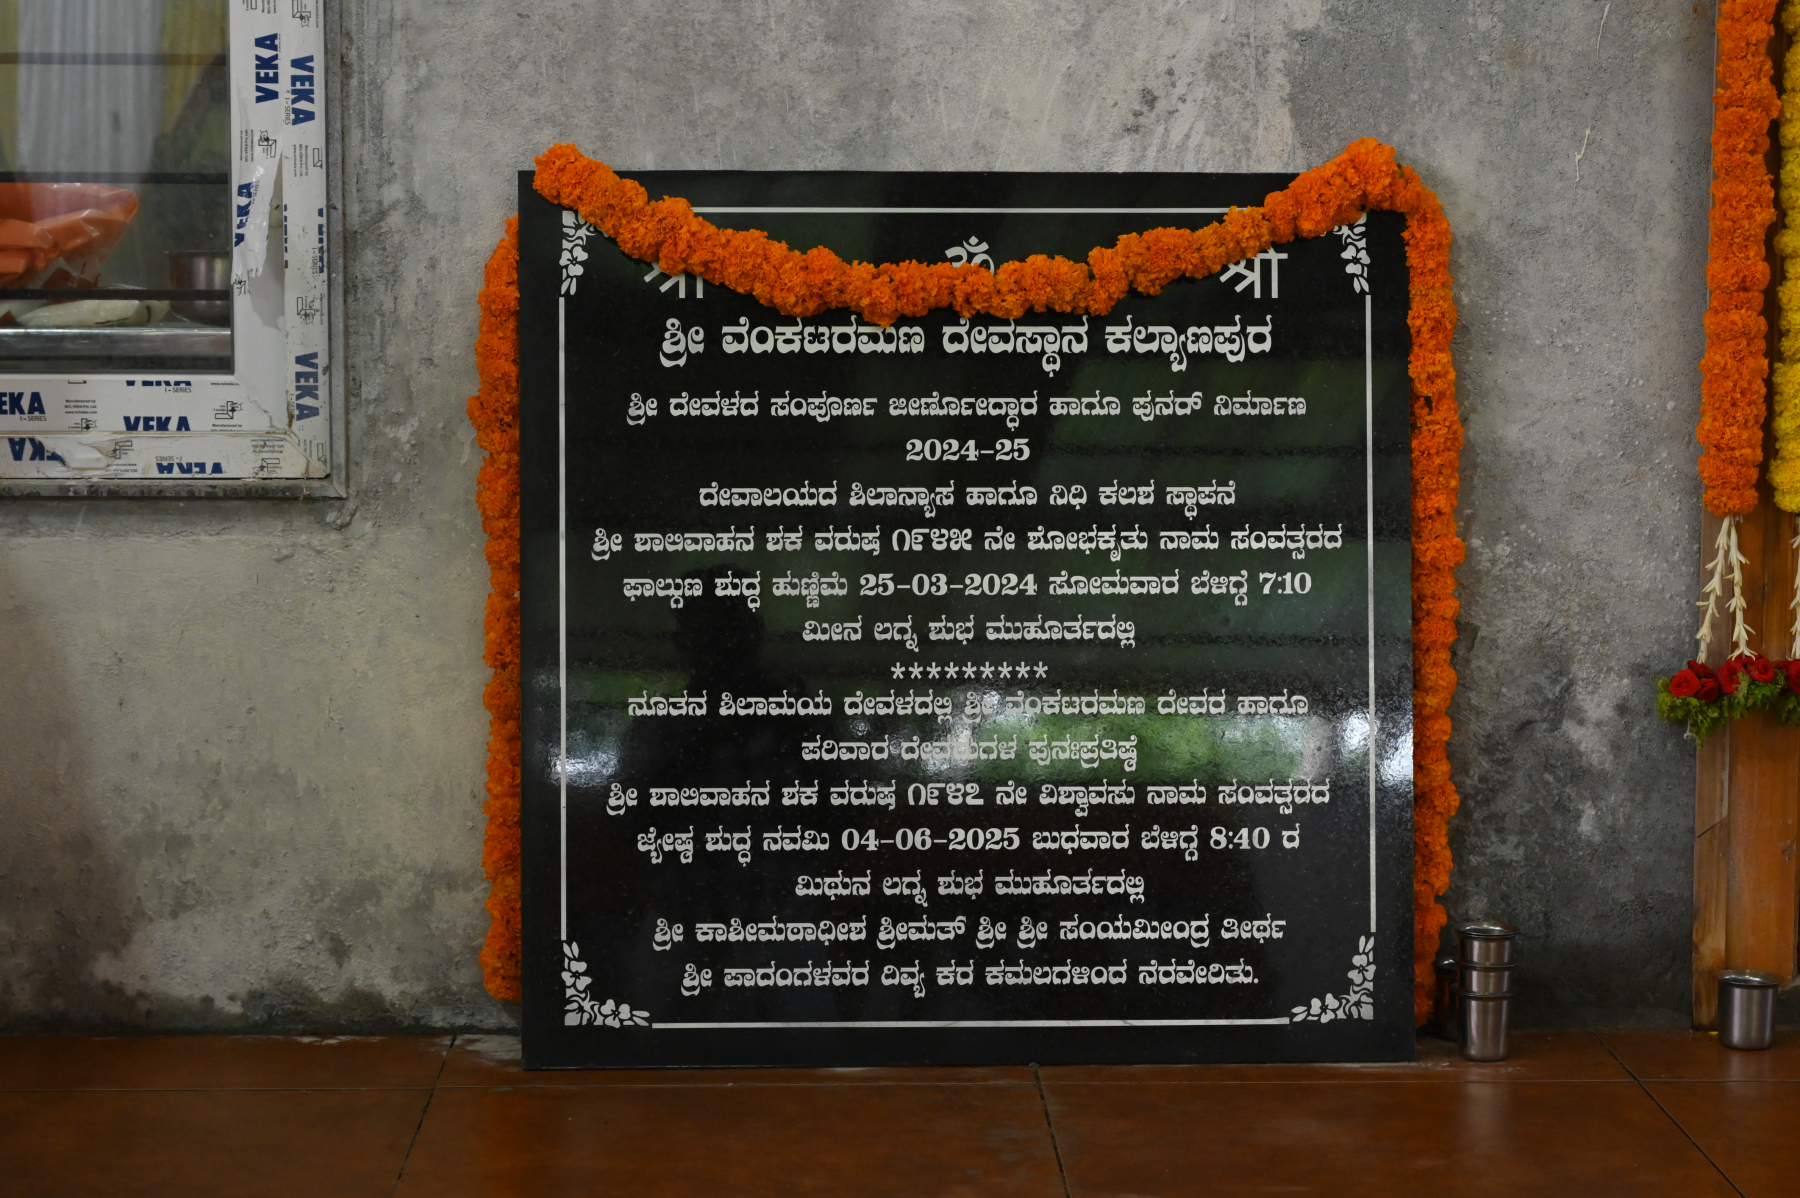 VEKA
VEKA
श्री ॐ श्री
ಶ್ರೀ ವೆಂಕಟರಮಣ ದೇವಸ್ಥಾನ ಕಲ್ಯಾಣಪುರ
ಶ್ರೀ ದೇವಳದ ಸಂಪೂರ್ಣ ಜೀರ್ಣೋದ್ಧಾರ ಹಾಗೂ ಪುನರ್ ನಿರ್ಮಾಣ
2024-25
ದೇವಾಲಯದ ಶಿಲಾನ್ಯಾಸ ಹಾಗೂ ನಿಧಿ ಕಲಶ ಸ್ಥಾಪನೆ
ಶ್ರೀ ಶಾಲಿವಾಹನ ಶಕ ವರುಷ ೧೯೪೫ ನೇ ಶೋಭಕೃತು ನಾಮ ಸಂವತ್ಸರದ
ಫಾಲ್ಗುಣ ಶುದ್ಧ ಹುಣ್ಣಿಮೆ 25-03-2024 ಸೋಮವಾರ ಬೆಳಿಗ್ಗೆ 7:10
ಮೀನ ಲಗ್ನ ಶುಭ ಮುಹೂರ್ತದಲ್ಲಿ
*********
ನೂತನ ಶಿಲಾಮಯ ದೇವಳದಲ್ಲಿ ಶ್ರೀ ವೆಂಕಟರಮಣ ದೇವರ ಹಾಗೂ
ಪರಿವಾರ ದೇವರುಗಳ ಪುನಃಪ್ರತಿಷ್ಠೆ
ಶ್ರೀ ಶಾಲಿವಾಹನ ಶಕ ವರುಷ ೧೯೪೭ ನೇ ವಿಶ್ವಾವಸು ನಾಮ ಸಂವತ್ಸರದ
ಜ್ಯೇಷ್ಠ ಶುದ್ಧ ನವಮಿ 04-06-2025 ಬುಧವಾರ ಬೆಳಿಗ್ಗೆ 8:40 ರ
ಮಿಥುನ ಲಗ್ನ ಶುಭ ಮುಹೂರ್ತದಲ್ಲಿ
ಶ್ರೀ ಕಾಶೀಮಠಾಧೀಶ ಶ್ರೀಮತ್ ಶ್ರೀ ಶ್ರೀ ಸಂಯಮೀಂದ್ರ ತೀರ್ಥ
ಶ್ರೀ ಪಾದಂಗಳವರ ದಿವ್ಯ ಕರ ಕಮಲಗಳಿಂದ ನೆರವೇರಿತು.